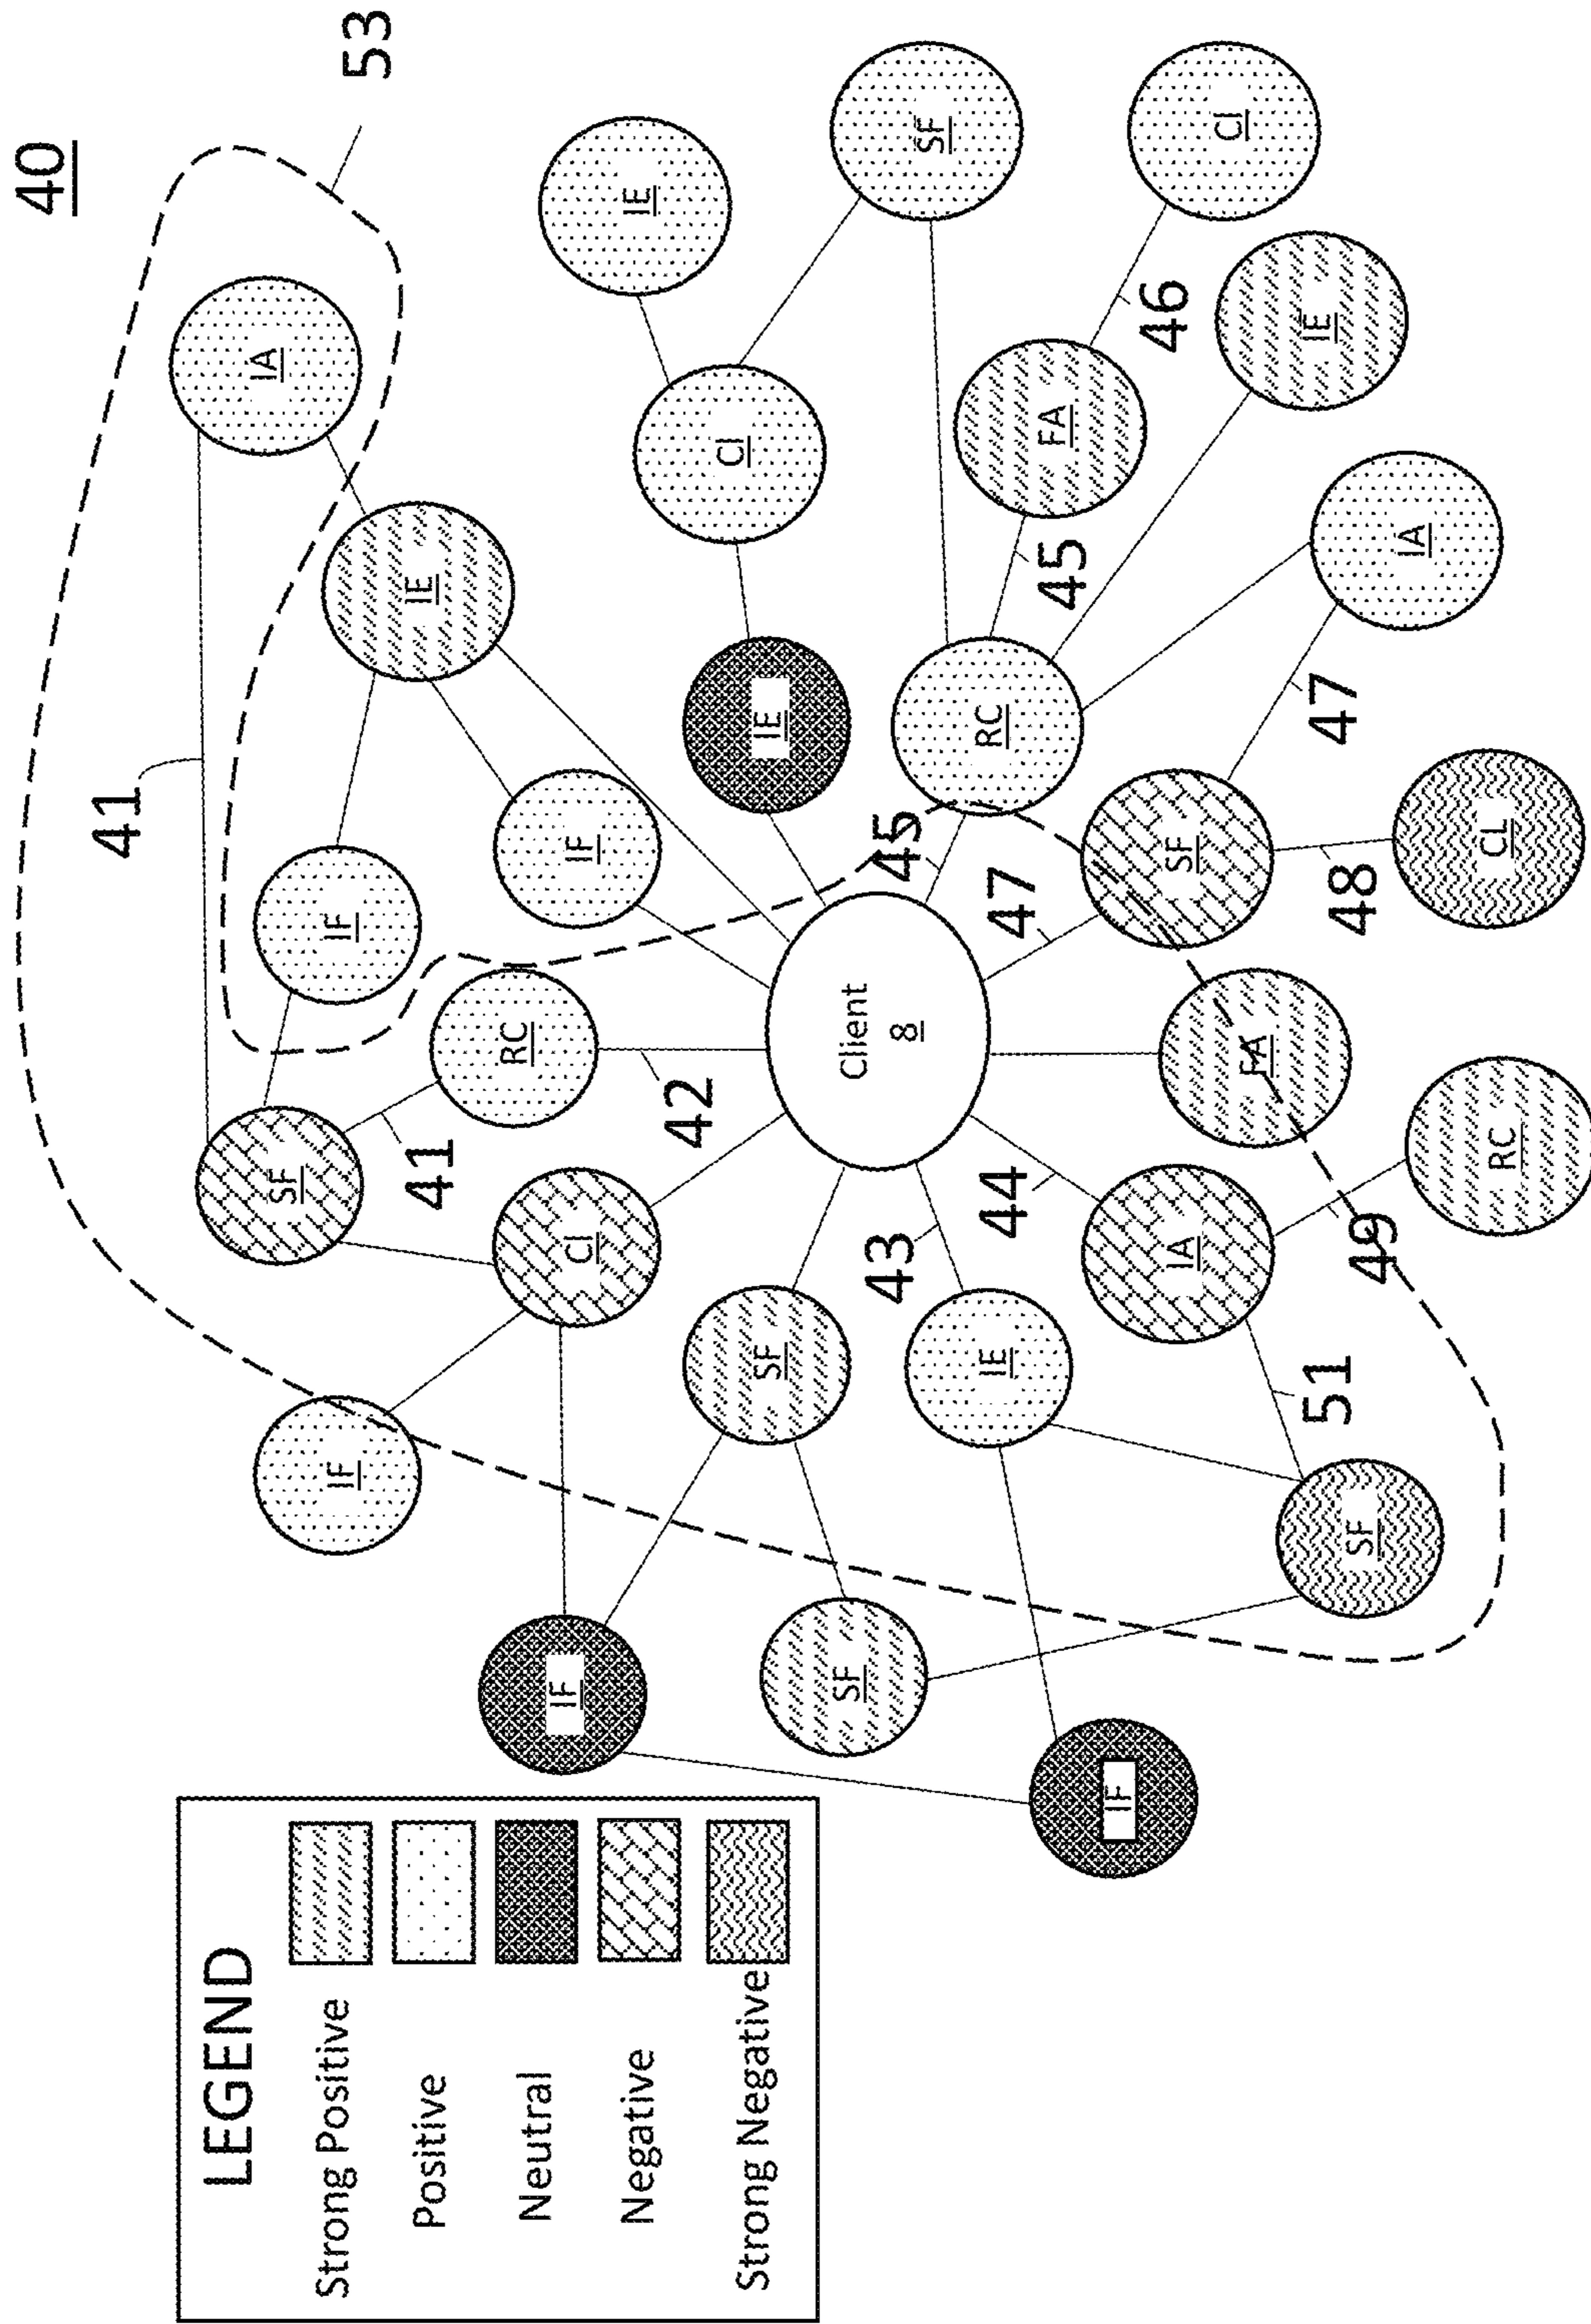 40
LEGEND
Strong Positive
Positive
Neutral
Negative
Strong Negative
41
IA
SF
IF
IF
53
IE
41
RC
IF
CI
IF
IE
42
CI
SF
IE
SF
Client
8
43
45
SF
IE
RC
44
47
FA
45
IF
46
IA
SF
CI
FA
IE
51
47
48
SF
49
IA
CL
RC